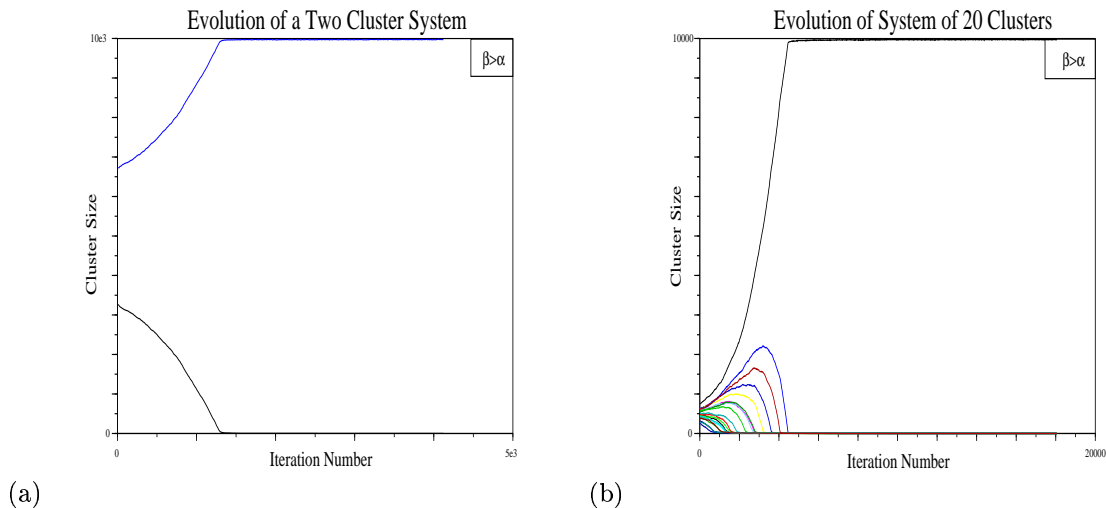 Evolution of a Two Cluster System
10e3
β>α
Cluster Size
0
0
5e3
Iteration Number
(a)
Evolution of System of 20 Clusters
10000
β>α
Cluster Size
0
0
20000
Iteration Number
(b)